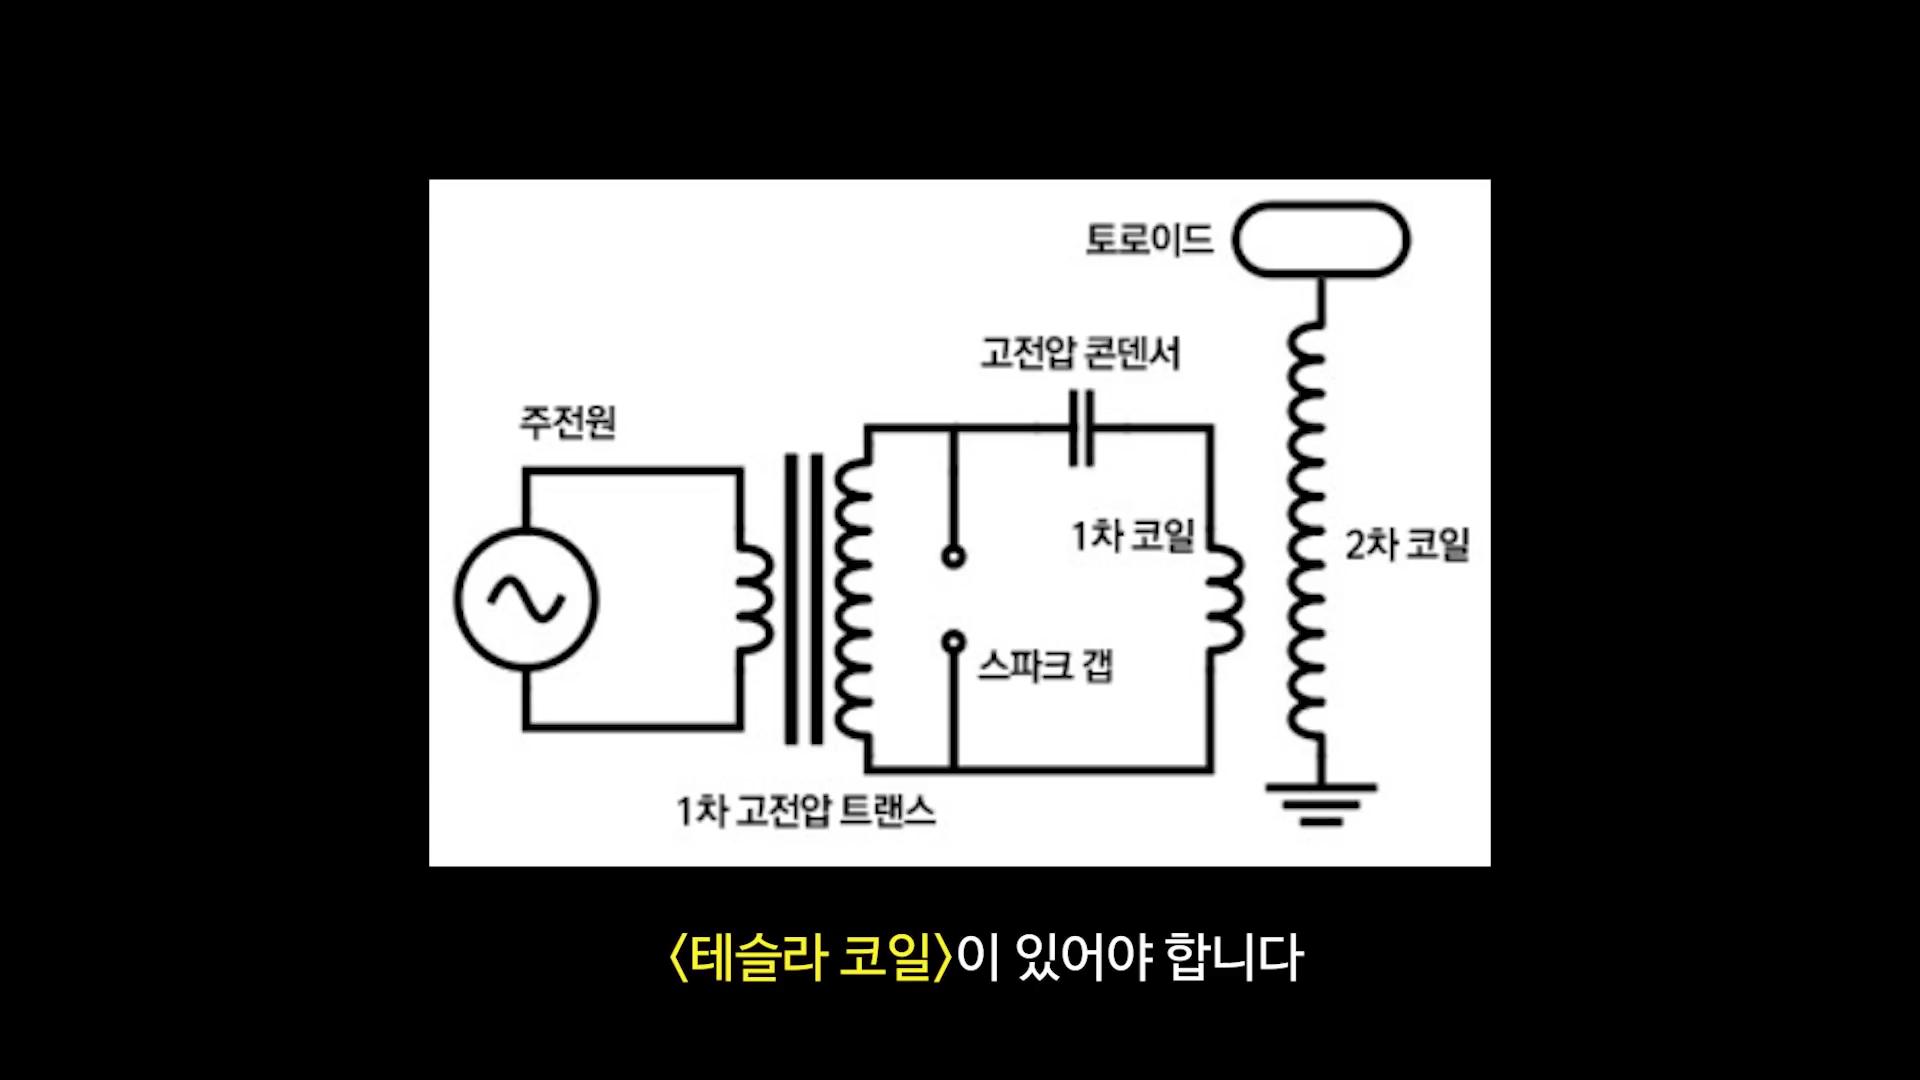 토로이드
고전압 콘덴서
주전원
1차 코일
2차 코일
스파크 갭
1차 고전압 트랜스
〈테슬라 코일〉이 있어야 합니다